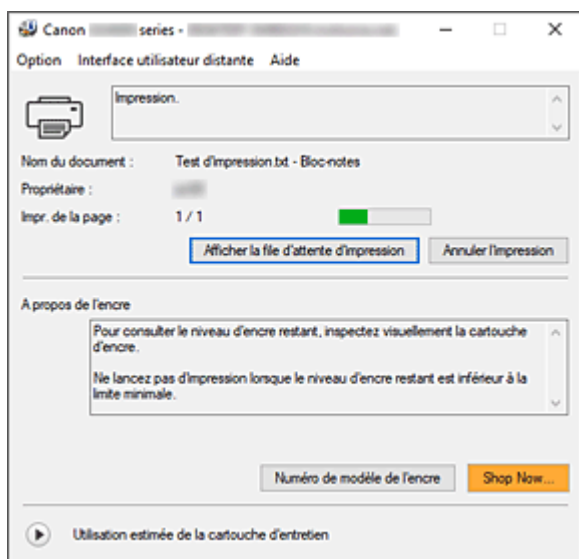 Canon series -
Option Interface utilisateur distante Aide
Impression.
Nom du document : Test d'impression.txt - Bloc-notes
Propriétaire :
Impr. de la page : 1 / 1
Afficher la file d'attente d'impression Annuler l'impression
A propos de l'encre
Pour consulter le niveau d'encre restant, inspectez visuellement la cartouche
d'encre.
Ne lancez pas d'impression lorsque le niveau d'encre restant est inférieur à la
limite minimale.
Numéro de modèle de l'encre Shop Now...
Utilisation estimée de la cartouche d'entretien